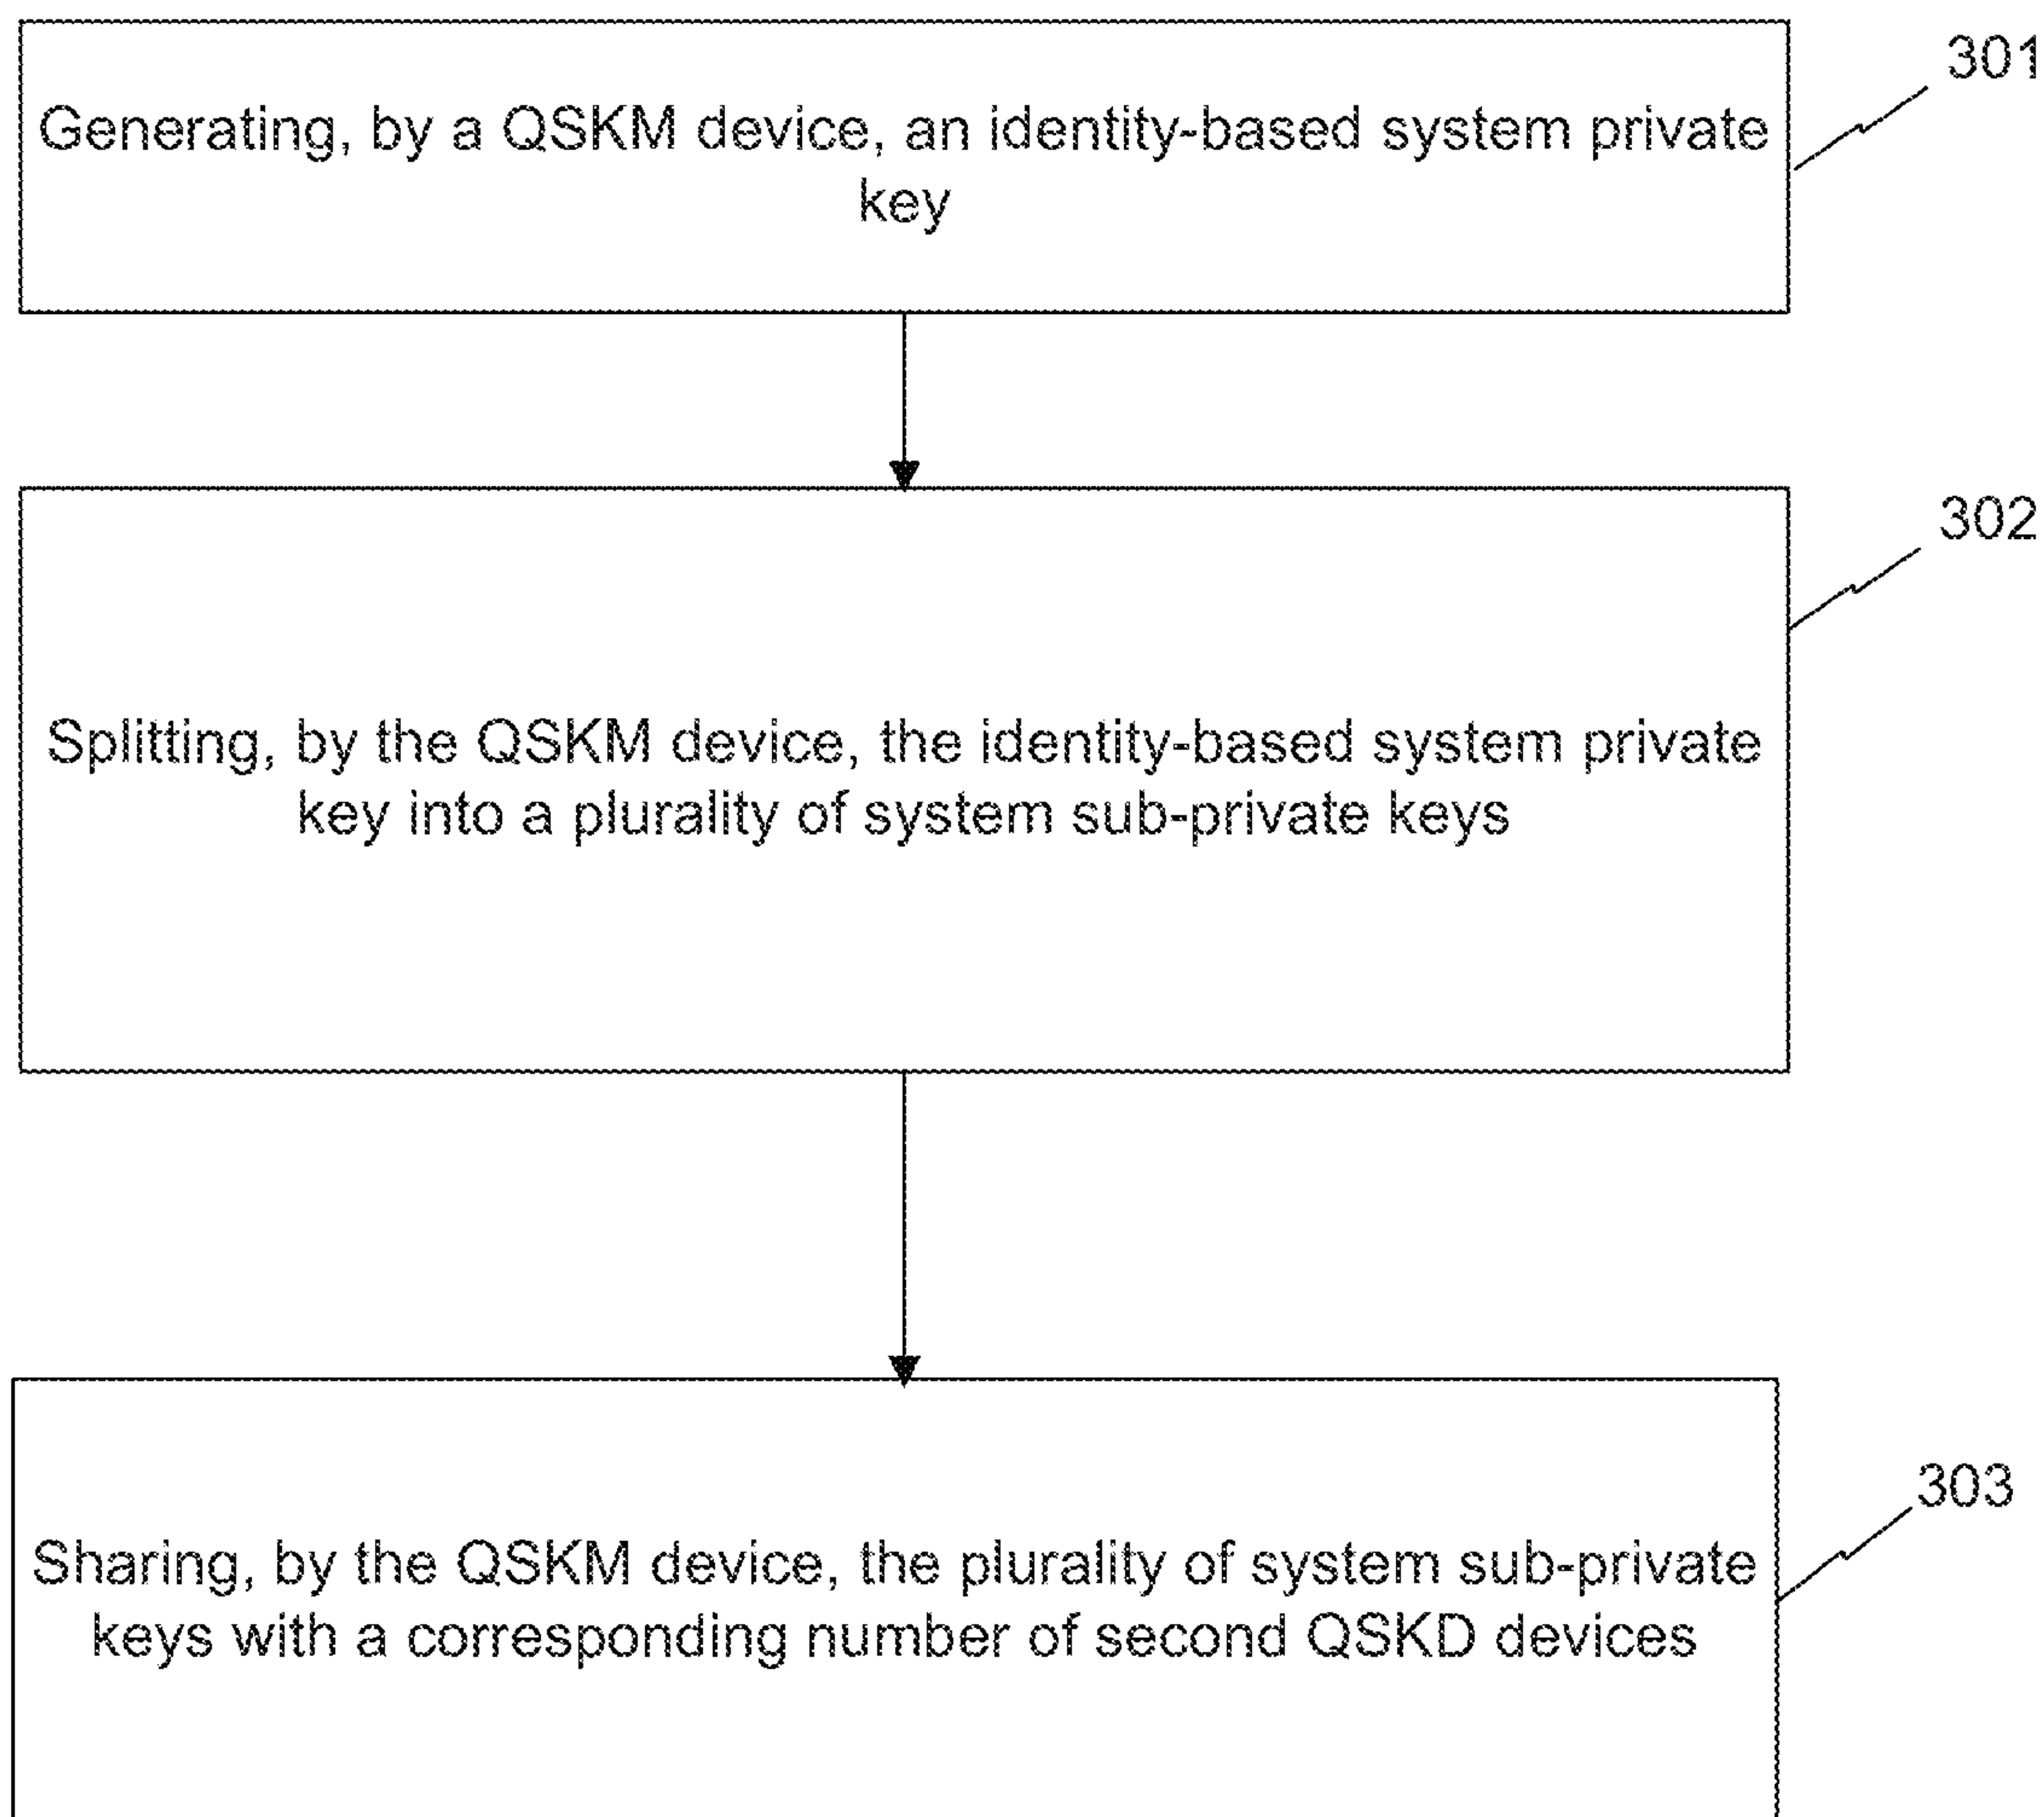 301
Generating, by a QSKM device, an identity-based system private
key
302
Splitting, by the QSKM device, the identity-based system private
key into a plurality of system sub-private keys
303
Sharing, by the QSKM device, the plurality of system sub-private
keys with a corresponding number of second QSKD devices